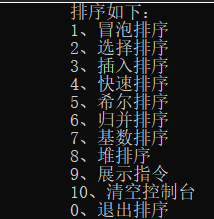 排序如下：
1、冒泡排序
2、选择排序
3、插入排序
4、快速排序
5、希尔排序
6、归并排序
7、基数排序
8、堆排序
9、展示指令
10、清空控制台
0、退出排序